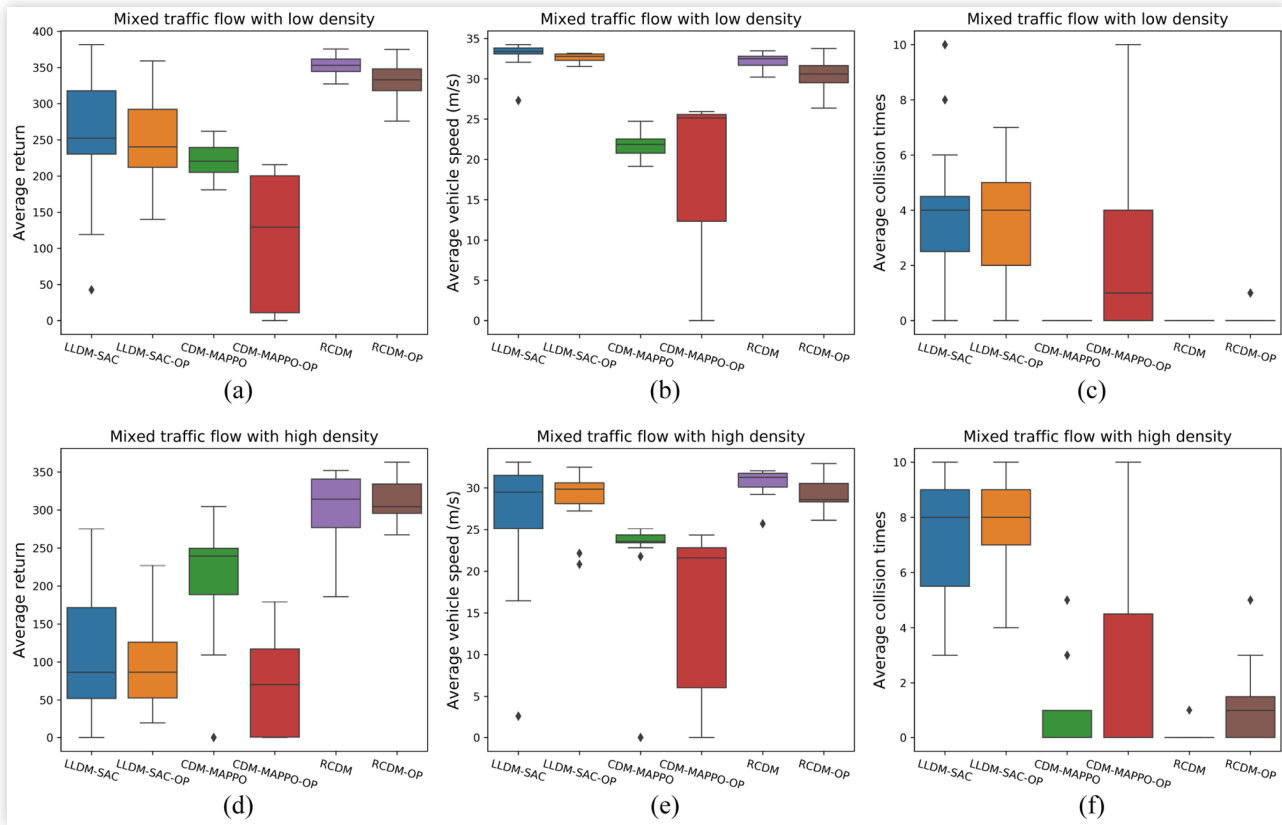 Mixed traffic flow with low density
Average return
400
350
300
250
200
150
100
50
0
LLDM-SAC
LLDM-SAC-OP
CDM-MAPPO
CDM-MAPPO-OP
RCDM
RCDM-OP
(a)
Mixed traffic flow with low density
Average vehicle speed (m/s)
35
30
25
20
15
10
5
0
LLDM-SAC
LLDM-SAC-OP
CDM-MAPPO
CDM-MAPPO-OP
RCDM
RCDM-OP
(b)
Mixed traffic flow with low density
Average collision times
10
8
6
4
2
0
LLDM-SAC
LLDM-SAC-OP
CDM-MAPPO
CDM-MAPPO-OP
RCDM
RCDM-OP
(c)
Mixed traffic flow with high density
Average return
350
300
250
200
150
100
50
0
LLDM-SAC
LLDM-SAC-OP
CDM-MAPPO
CDM-MAPPO-OP
RCDM
RCDM-OP
(d)
Mixed traffic flow with high density
Average vehicle speed (m/s)
30
25
20
15
10
5
0
LLDM-SAC
LLDM-SAC-OP
CDM-MAPPO
CDM-MAPPO-OP
RCDM
RCDM-OP
(e)
Mixed traffic flow with high density
Average collision times
10
8
6
4
2
0
LLDM-SAC
LLDM-SAC-OP
CDM-MAPPO
CDM-MAPPO-OP
RCDM
RCDM-OP
(f)